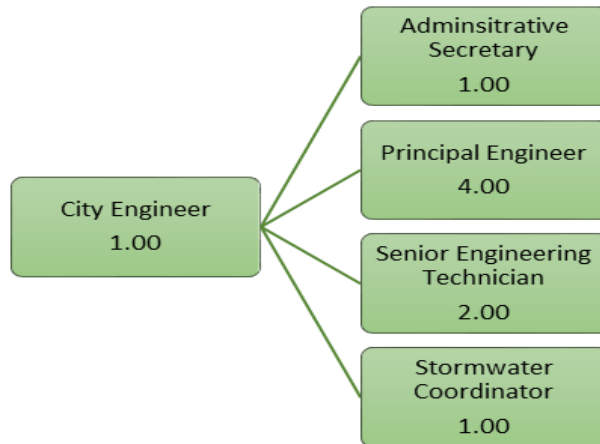 Adminsitrative
Secretary
1.00
Principal Engineer
4.00
City Engineer
1.00
Senior Engineering
Technician
2.00
Stormwater
Coordinator
1.00